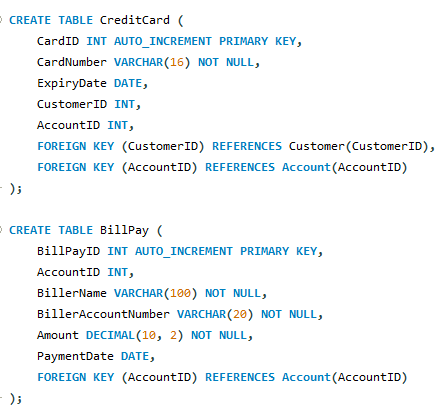 CREATE TABLE CreditCard (
    CardID INT AUTO_INCREMENT PRIMARY KEY,
    CardNumber VARCHAR(16) NOT NULL,
    ExpiryDate DATE,
    CustomerID INT,
    AccountID INT,
    FOREIGN KEY (CustomerID) REFERENCES Customer(CustomerID),
    FOREIGN KEY (AccountID) REFERENCES Account(AccountID)
);
CREATE TABLE BillPay (
    BillPayID INT AUTO_INCREMENT PRIMARY KEY,
    AccountID INT,
    BillerName VARCHAR(100) NOT NULL,
    BillerAccountNumber VARCHAR(20) NOT NULL,
    Amount DECIMAL(10, 2) NOT NULL,
    PaymentDate DATE,
    FOREIGN KEY (AccountID) REFERENCES Account(AccountID)
);